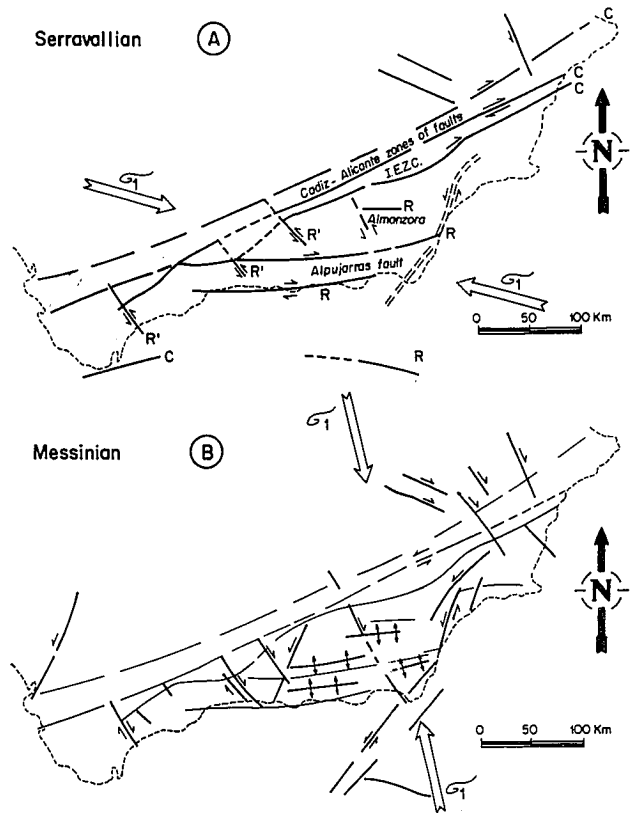 Serravallian
A
C
C
C
Cadiz-Alicante zones of faults
I.E.Z.C.
N
σ1
R
Almanzora
R'
R
R'
Alpujarras fault
R
σ1
R'
0 50 100 Km
C
R
Messinian
B
σ1
N
0 50 100 Km
σ1